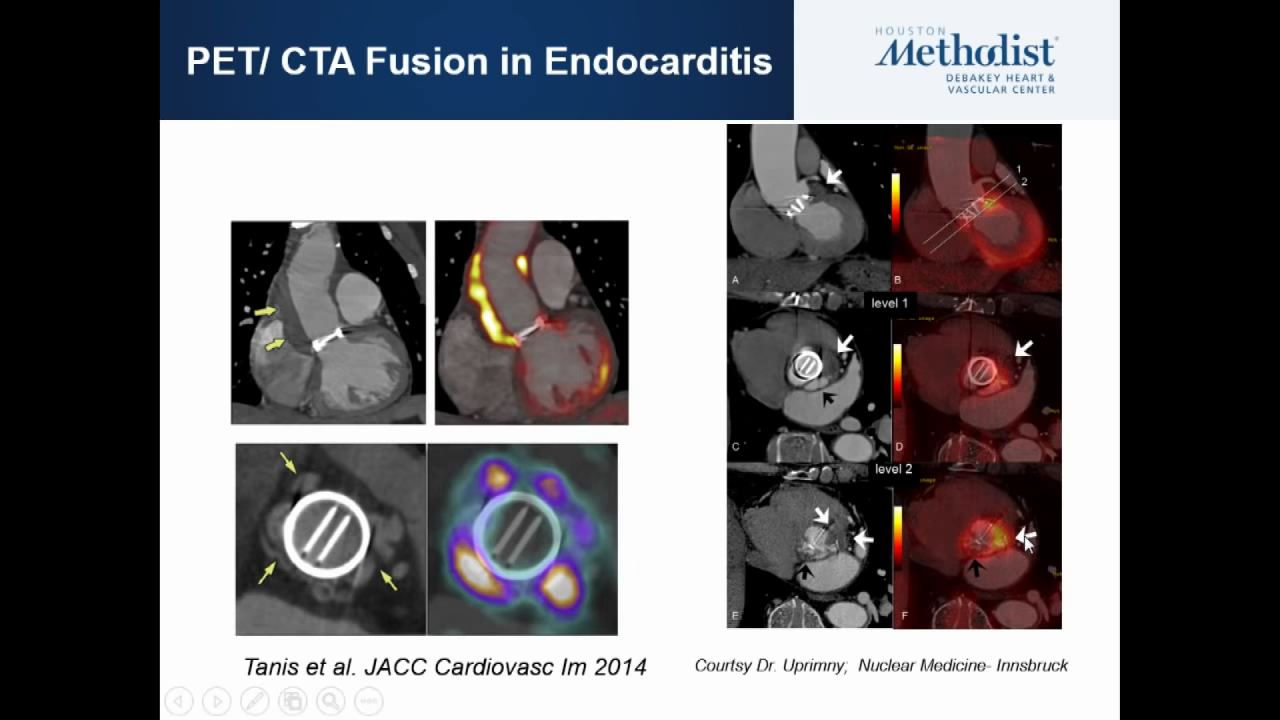 PET/ CTA Fusion in Endocarditis
HOUSTON
Methodist
DEBAKEY HEART &
VASCULAR CENTER
1
2
A
B
level 1
C
D
level 2
E
F
Tanis et al. JACC Cardiovasc Im 2014
Courtsy Dr. Uprimny; Nuclear Medicine- Innsbruck